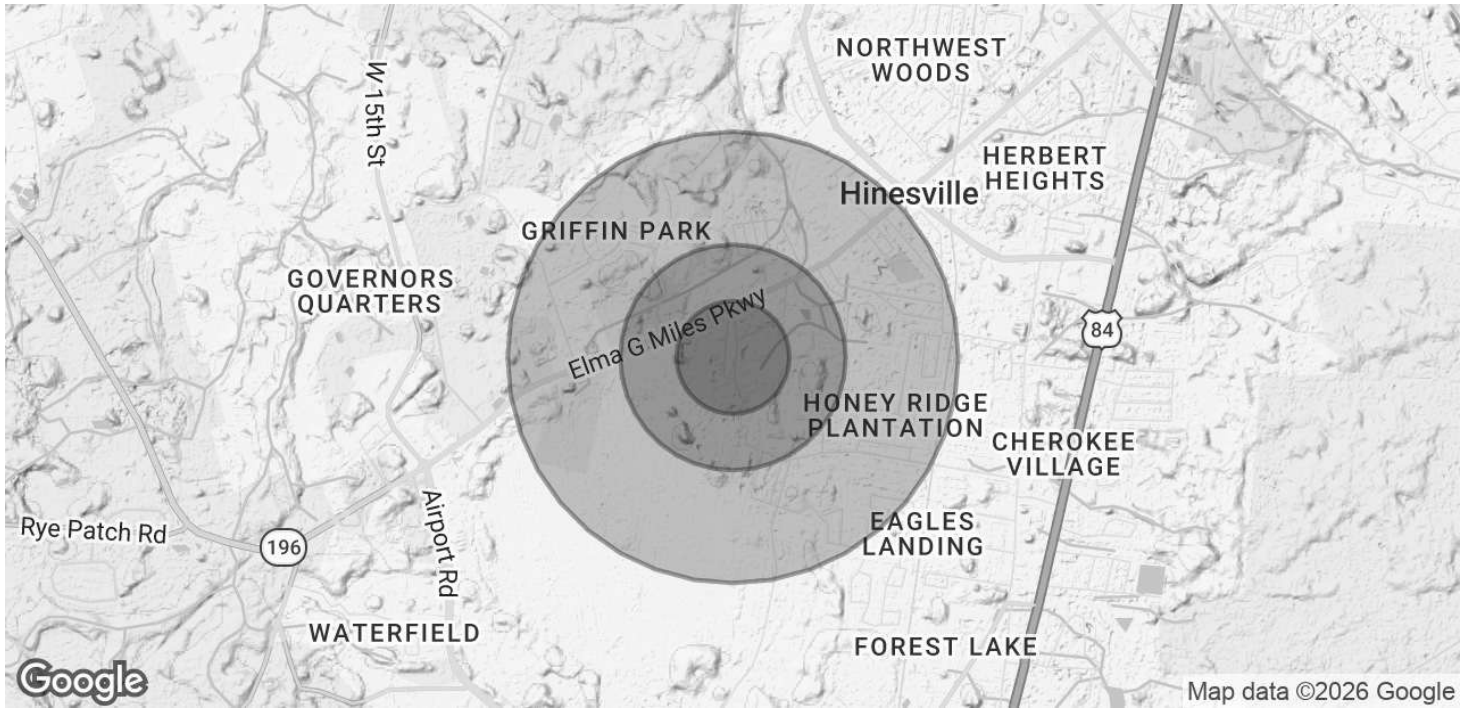 NORTHWEST
WOODS
W 15th St
HERBERT
HEIGHTS
Hinesville
GRIFFIN PARK
GOVERNORS
QUARTERS
Elma G Miles Pkwy
84
HONEY RIDGE
PLANTATION
CHEROKEE
VILLAGE
Airport Rd
Rye Patch Rd
196
EAGLES
LANDING
WATERFIELD
FOREST LAKE
Google
Map data ©2026 Google